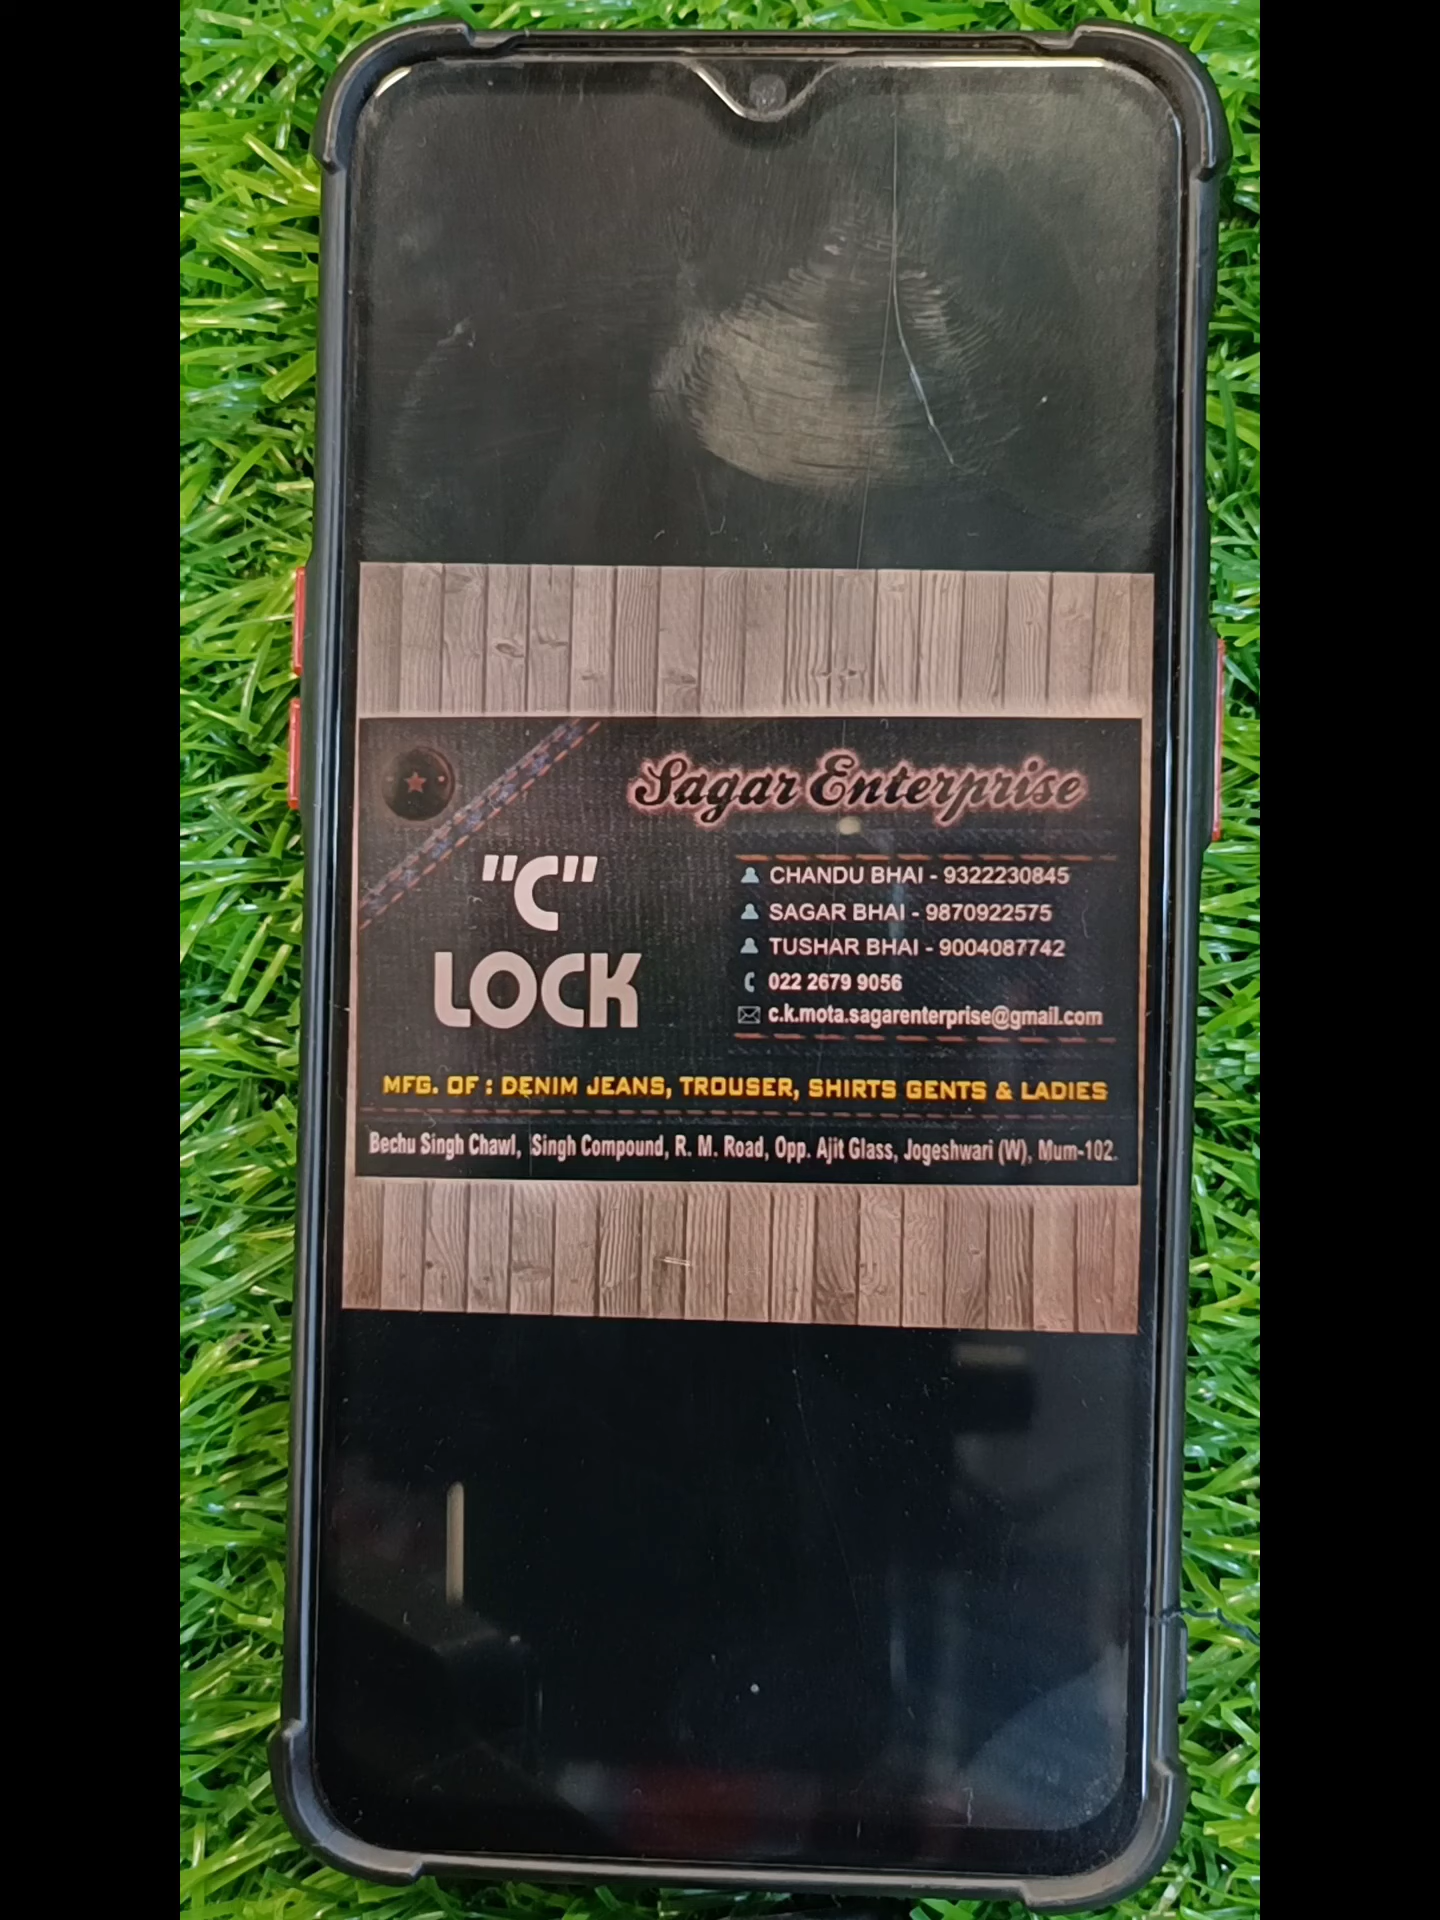 Sagar Enterprise
"C"
LOCK
CHANDU BHAI - 9322230845
SAGAR BHAI - 9870922575
TUSHAR BHAI - 9004087742
022 2679 9056
c.k.mota.sagarenterprise@gmail.com
MFG. OF : DENIM JEANS, TROUSER, SHIRTS GENTS & LADIES
Bechu Singh Chawl, Singh Compound, R. M. Road, Opp. Ajit Glass, Jogeshwari (W), Mum-102.